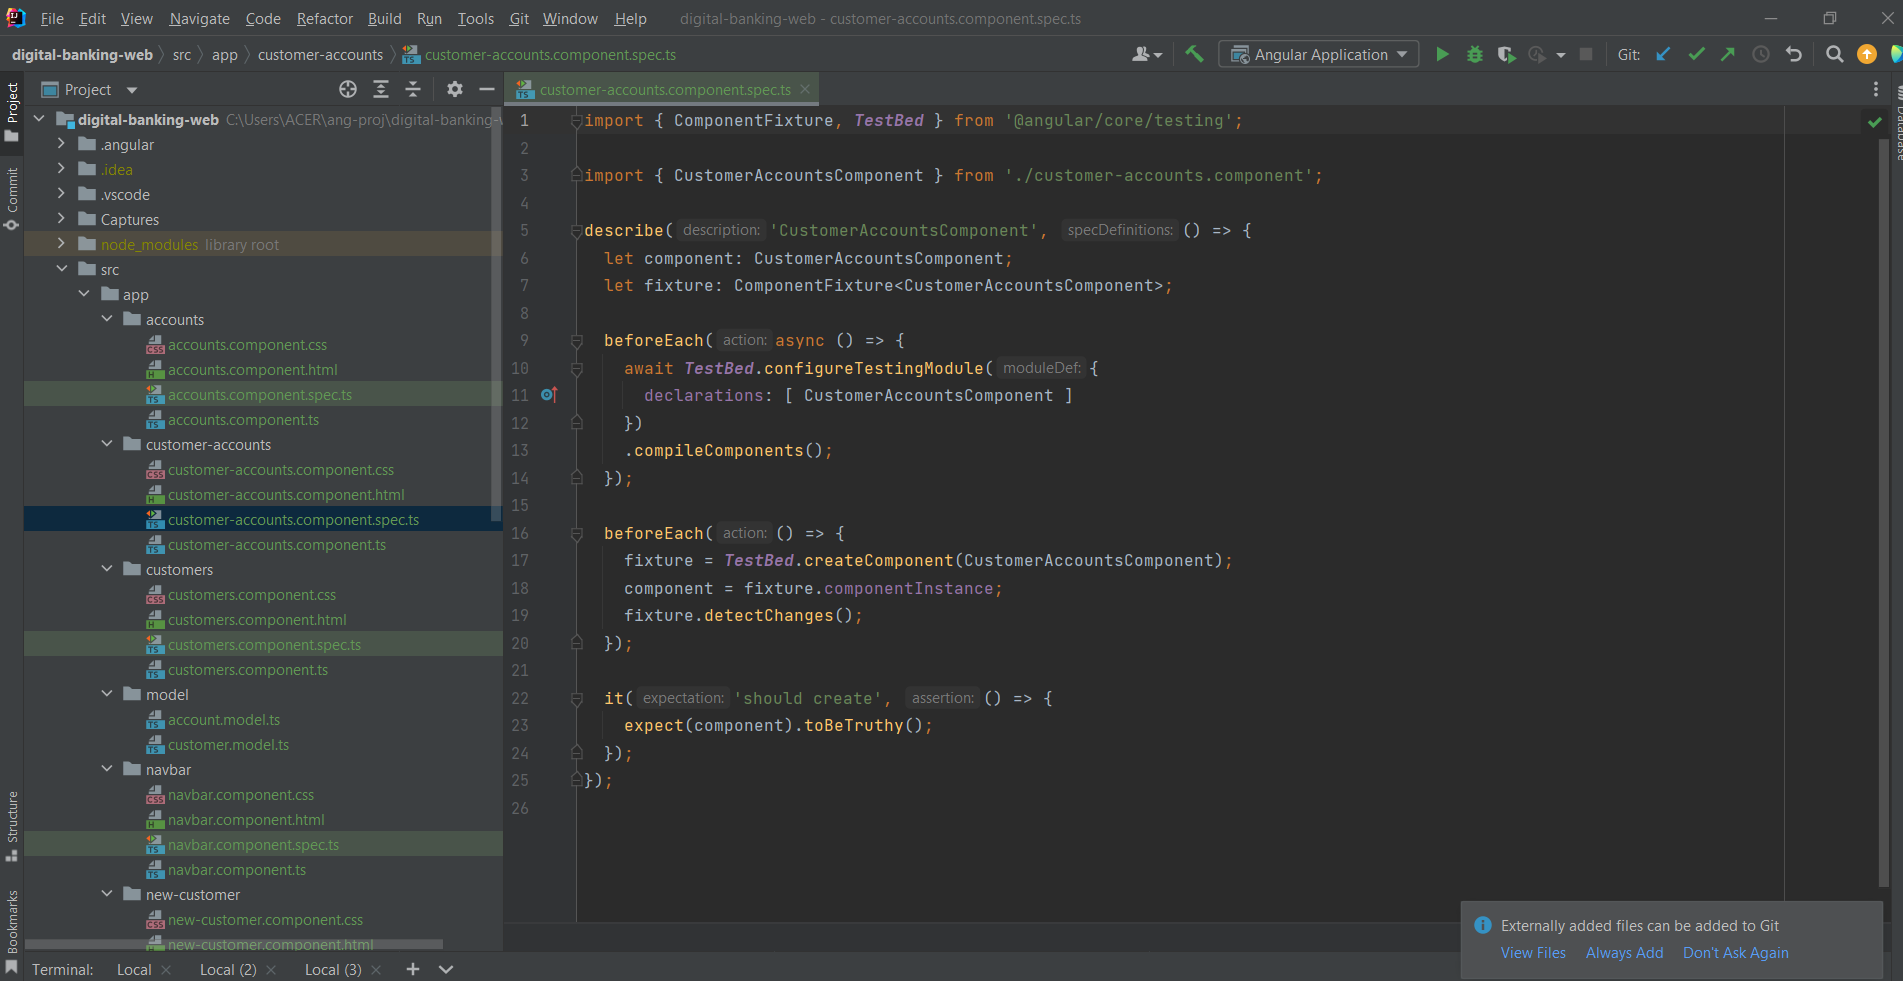 File Edit View Navigate Code Refactor Build Run Tools Git Window Help digital-banking-web - customer-accounts.component.spec.ts
digital-banking-web src app customer-accounts customer-accounts.component.spec.ts Angular Application Git:
Project
Project
Commit
Structure
Bookmarks
digital-banking-web C:\Users\ACER\ang-proj\digital-banking-
.angular
.idea
.vscode
Captures
node_modules library root
src
app
accounts
accounts.component.css
accounts.component.html
accounts.component.spec.ts
accounts.component.ts
customer-accounts
customer-accounts.component.css
customer-accounts.component.html
customer-accounts.component.spec.ts
customer-accounts.component.ts
customers
customers.component.css
customers.component.html
customers.component.spec.ts
customers.component.ts
model
account.model.ts
customer.model.ts
navbar
navbar.component.css
navbar.component.html
navbar.component.spec.ts
navbar.component.ts
new-customer
new-customer.component.css
new-customer.component.html
customer-accounts.component.spec.ts
1 import { ComponentFixture, TestBed } from '@angular/core/testing';
2
3 import { CustomerAccountsComponent } from './customer-accounts.component';
4
5 describe( description: 'CustomerAccountsComponent', specDefinitions: () => {
6 let component: CustomerAccountsComponent;
7 let fixture: ComponentFixture<CustomerAccountsComponent>;
8
9 beforeEach( action: async () => {
10 await TestBed.configureTestingModule( moduleDef: {
11 declarations: [ CustomerAccountsComponent ]
12 })
13 .compileComponents();
14 });
15
16 beforeEach( action: () => {
17 fixture = TestBed.createComponent(CustomerAccountsComponent);
18 component = fixture.componentInstance;
19 fixture.detectChanges();
20 });
21
22 it( expectation: 'should create', assertion: () => {
23 expect(component).toBeTruthy();
24 });
25 });
26
Database
Externally added files can be added to Git
View Files Always Add Don't Ask Again
Terminal: Local Local (2) Local (3)